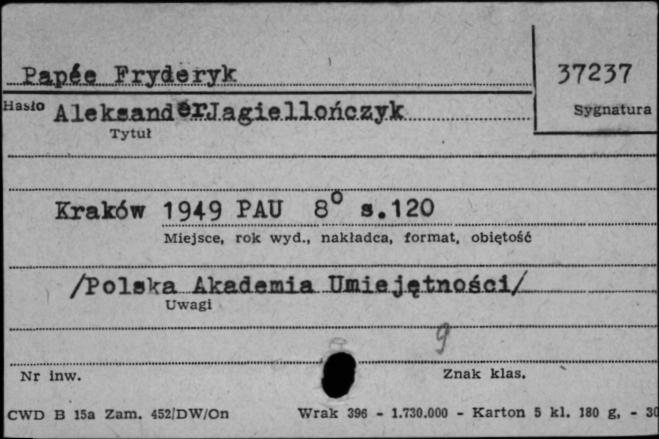 Papée Fryderyk
37237
Hasło
Sygnatura
AleksanderJagiellończyk
Tytuł
Kraków 1949 PAU 8° s.120
Miejsce, rok wyd., nakładca, format, objętość
/Polska Akademia Umiejętności/
Uwagi
9
Nr inw.
Znak klas.
CWD B 15a Zam. 452/DW/On Wrak 396 - 1.730.000 - Karton 5 kl. 180 g, - 30